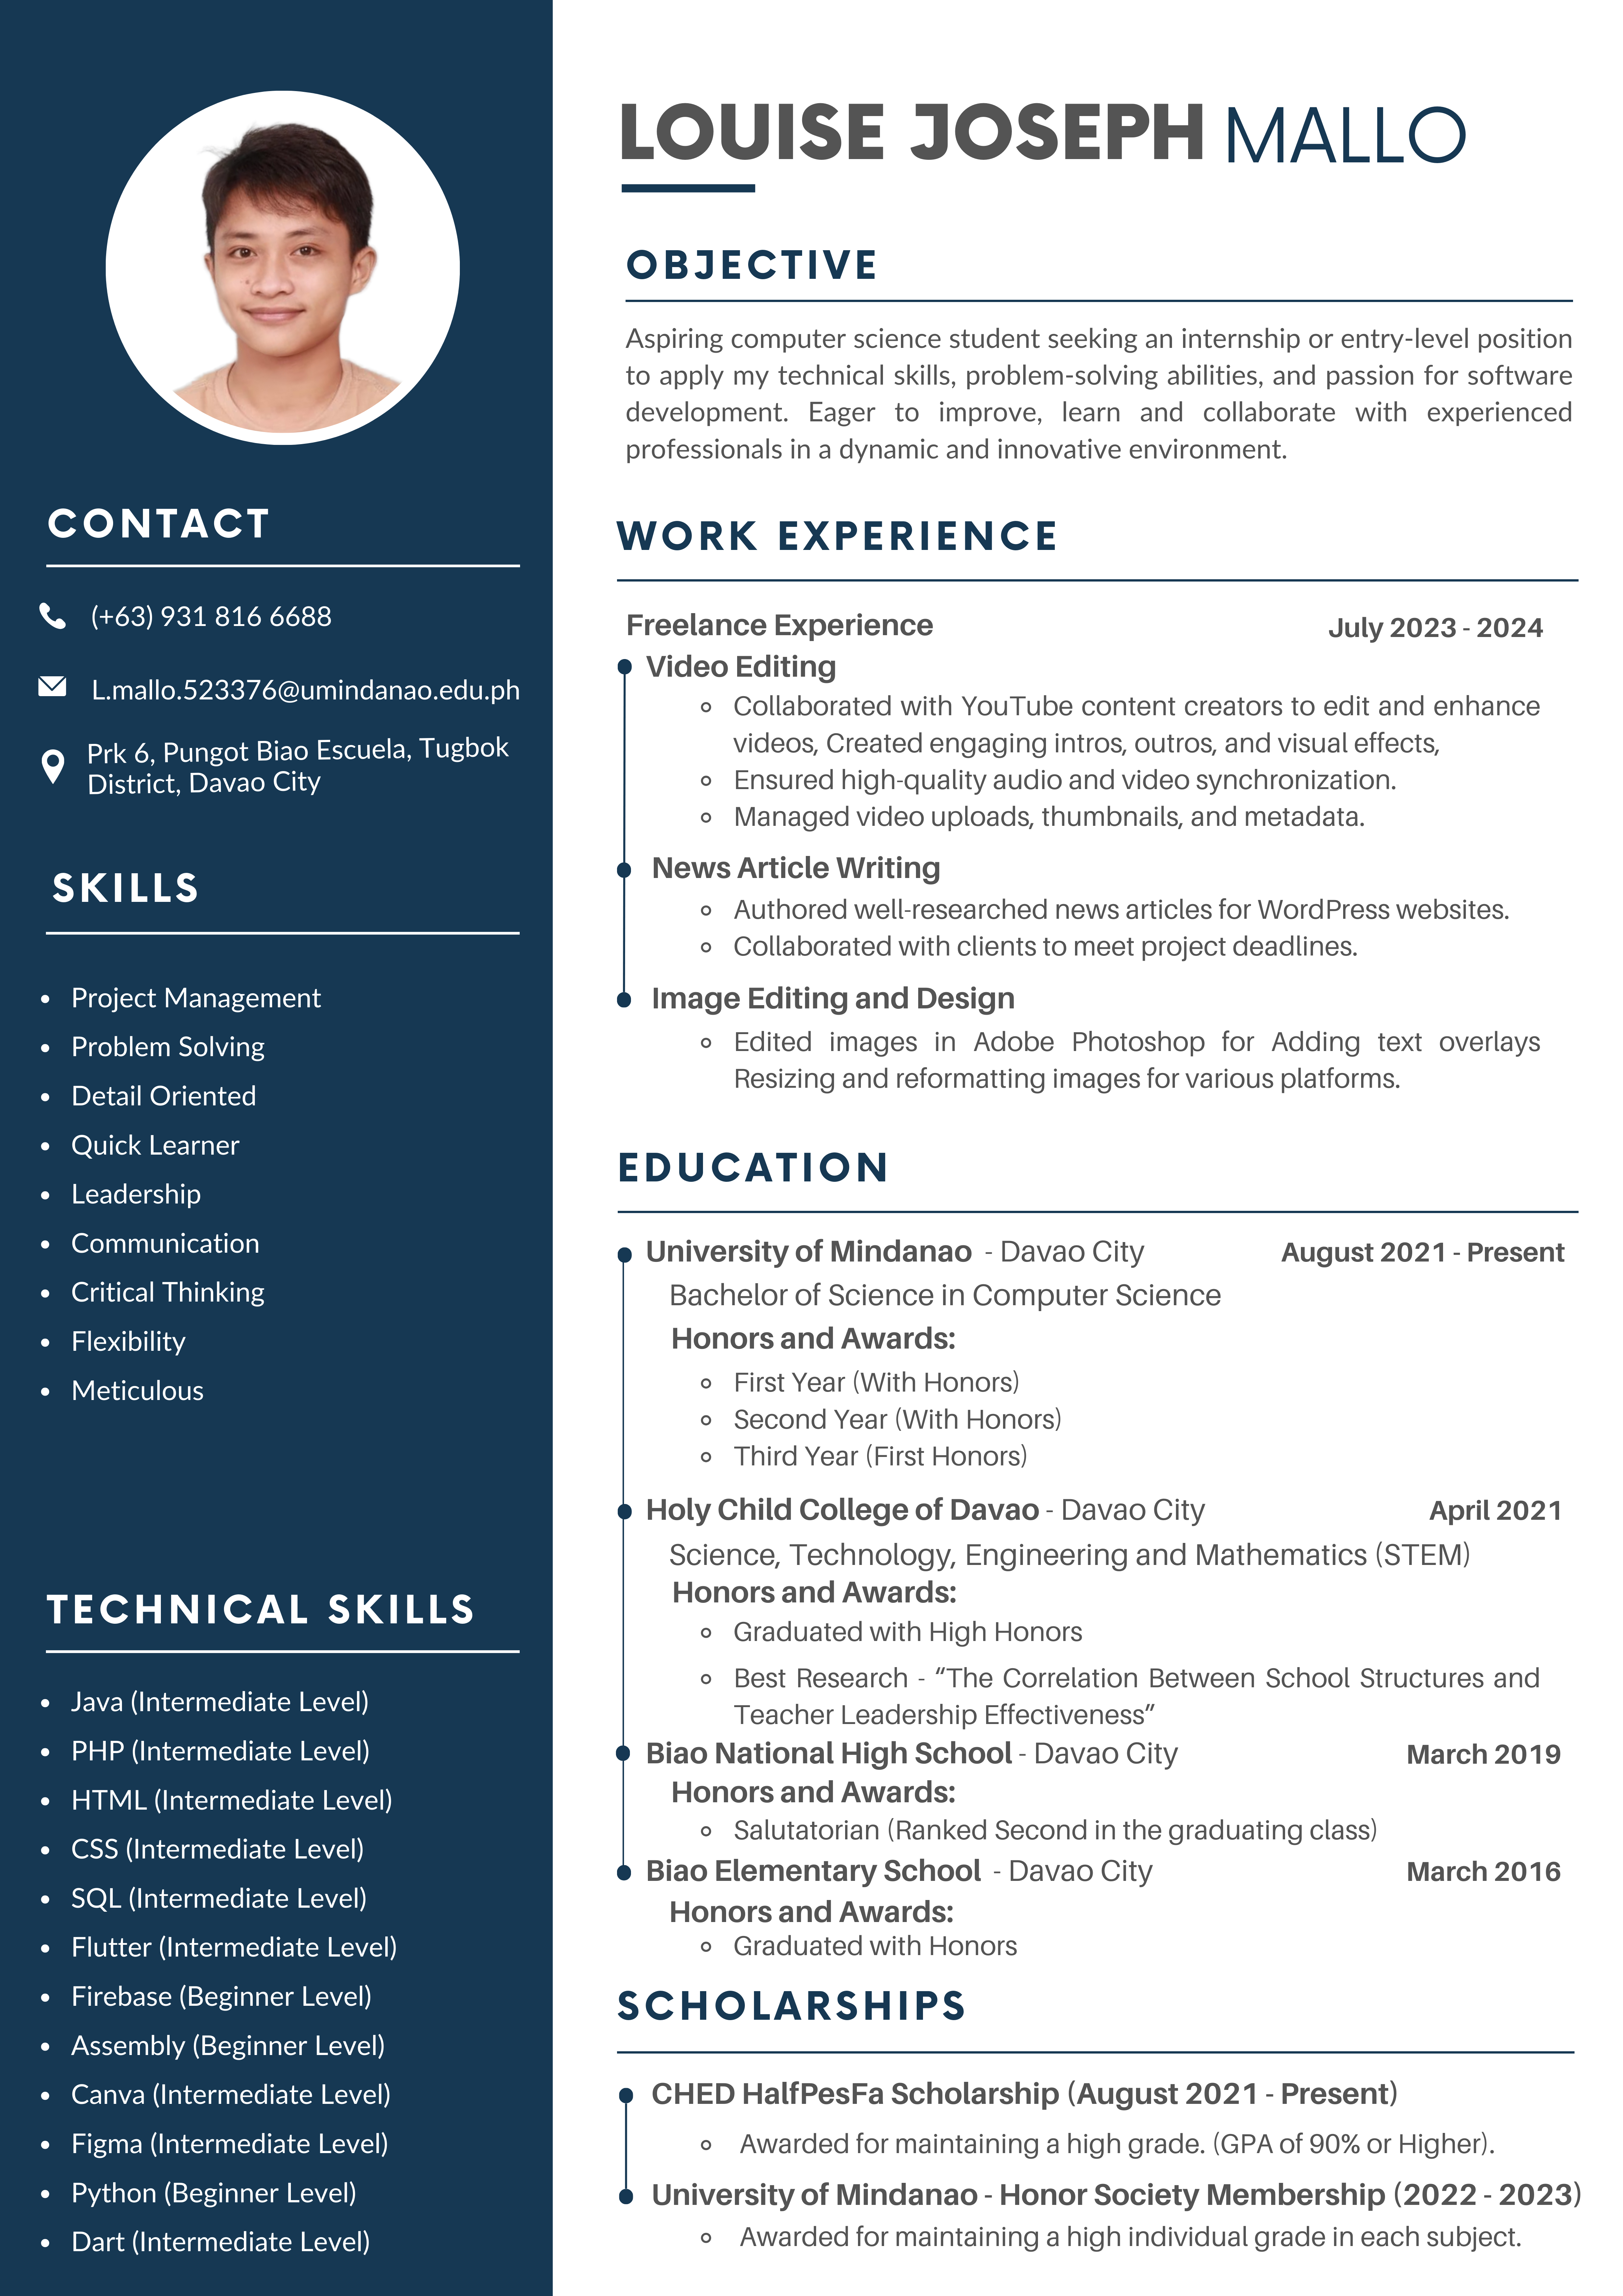 LOUISE JOSEPH MALLO
CONTACT
(+63) 931 816 6688
L.mallo.523376@umindanao.edu.ph
Prk 6, Pungot Biao Escuela, Tugbok
District, Davao City
SKILLS
• Project Management
• Problem Solving
• Detail Oriented
• Quick Learner
• Leadership
• Communication
• Critical Thinking
• Flexibility
• Meticulous
TECHNICAL SKILLS
• Java (Intermediate Level)
• PHP (Intermediate Level)
• HTML (Intermediate Level)
• CSS (Intermediate Level)
• SQL (Intermediate Level)
• Flutter (Intermediate Level)
• Firebase (Beginner Level)
• Assembly (Beginner Level)
• Canva (Intermediate Level)
• Figma (Intermediate Level)
• Python (Beginner Level)
• Dart (Intermediate Level)
OBJECTIVE
Aspiring computer science student seeking an internship or entry-level position
to apply my technical skills, problem-solving abilities, and passion for software
development. Eager to improve, learn and collaborate with experienced
professionals in a dynamic and innovative environment.
WORK EXPERIENCE
Freelance Experience July 2023 - 2024
Video Editing
Collaborated with YouTube content creators to edit and enhance
videos, Created engaging intros, outros, and visual effects,
Ensured high-quality audio and video synchronization.
Managed video uploads, thumbnails, and metadata.
News Article Writing
Authored well-researched news articles for WordPress websites.
Collaborated with clients to meet project deadlines.
Image Editing and Design
Edited images in Adobe Photoshop for Adding text overlays
Resizing and reformatting images for various platforms.
EDUCATION
University of Mindanao - Davao City August 2021 - Present
Bachelor of Science in Computer Science
Honors and Awards:
First Year (With Honors)
Second Year (With Honors)
Third Year (First Honors)
Holy Child College of Davao - Davao City April 2021
Science, Technology, Engineering and Mathematics (STEM)
Honors and Awards:
Graduated with High Honors
Best Research - “The Correlation Between School Structures and
Teacher Leadership Effectiveness”
Biao National High School - Davao City March 2019
Honors and Awards:
Salutatorian (Ranked Second in the graduating class)
Biao Elementary School - Davao City March 2016
Honors and Awards:
Graduated with Honors
SCHOLARSHIPS
CHED HalfPesFa Scholarship (August 2021 - Present)
Awarded for maintaining a high grade. (GPA of 90% or Higher).
University of Mindanao - Honor Society Membership (2022 - 2023)
Awarded for maintaining a high individual grade in each subject.